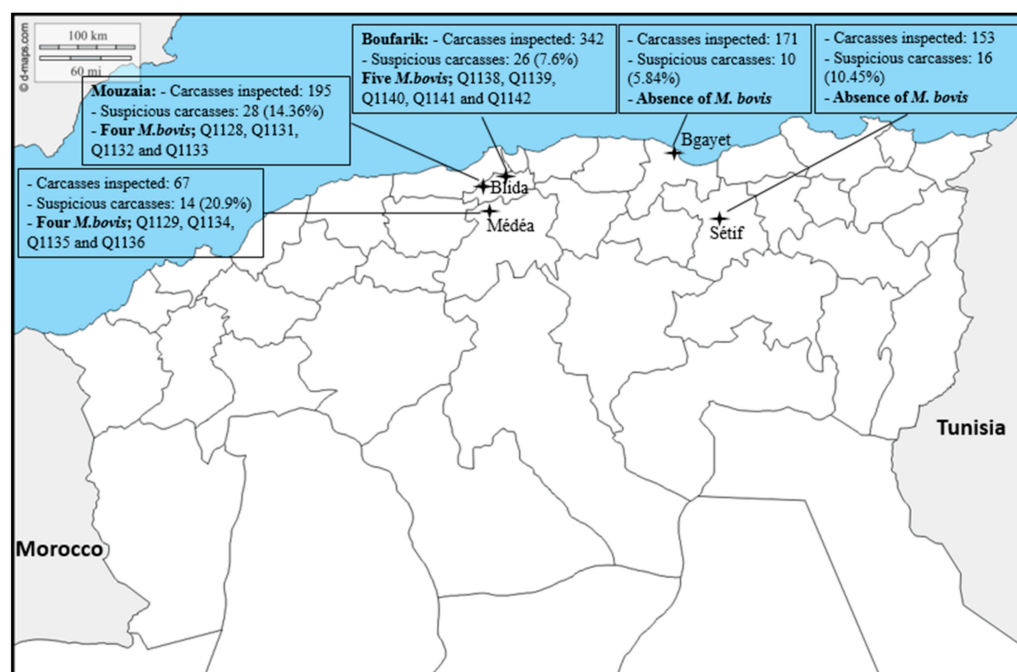 © d-maps.com
100 km
60 mi
Boufarik: - Carcasses inspected: 342
- Suspicious carcasses: 26 (7.6%)
Five M.bovis; Q1138, Q1139,
Q1140, Q1141 and Q1142
- Carcasses inspected: 171
- Suspicious carcasses: 10
(5.84%)
- Absence of M. bovis
- Carcasses inspected: 153
- Suspicious carcasses: 16
(10.45%)
- Absence of M. bovis
Mouzaia: - Carcasses inspected: 195
- Suspicious carcasses: 28 (14.36%)
- Four M.bovis; Q1128, Q1131,
Q1132 and Q1133
- Carcasses inspected: 67
- Suspicious carcasses: 14 (20.9%)
- Four M.bovis; Q1129, Q1134,
Q1135 and Q1136
Bgayet
Blida
Médéa
Sétif
Tunisia
Morocco